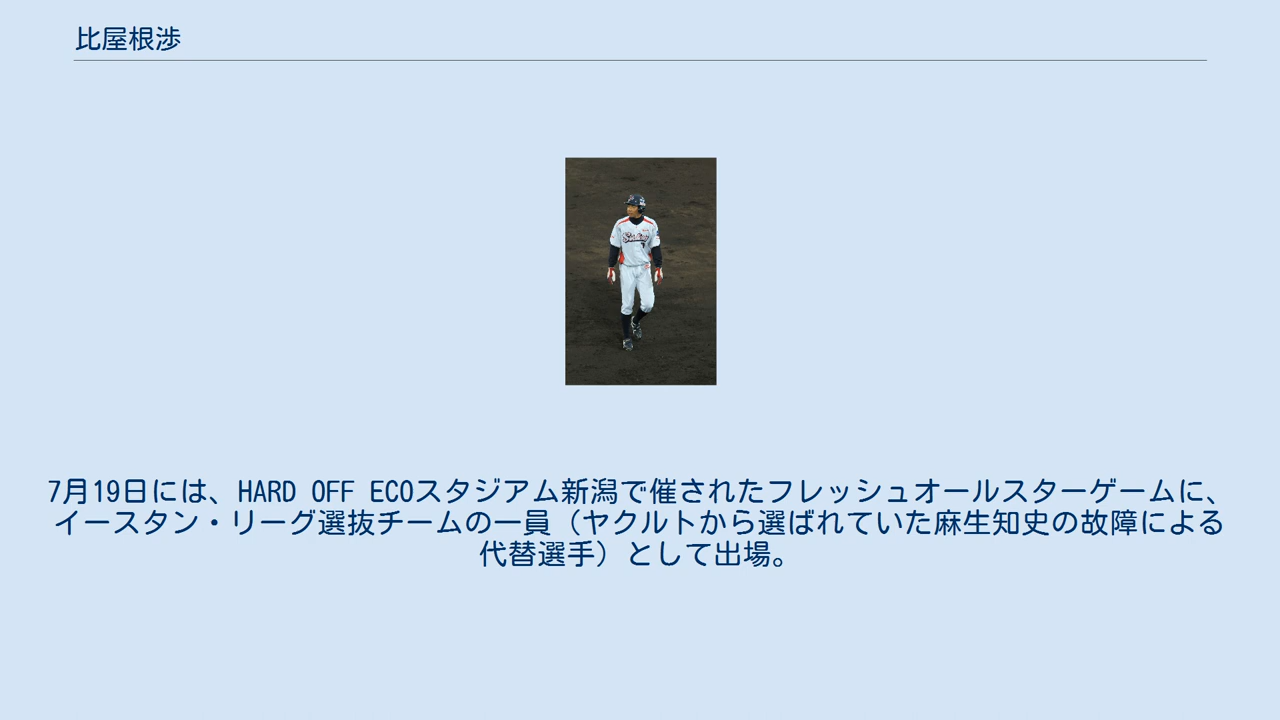 比屋根渉
7月19日には、HARD OFF ECOスタジアム新潟で催されたフレッシュオールスターゲームに、
イースタン・リーグ選抜チームの一員（ヤクルトから選ばれていた麻生知史の故障による
代替選手）として出場。